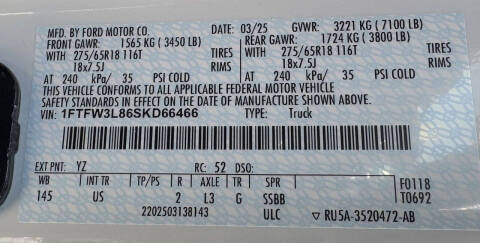 MFD. BY FORD MOTOR CO. 03/25 GVWR: 3221 KG (7100 LB)
FRONT GAWR: 1565 KG (3450 LB) REAR GAWR: 1724 KG (3800 LB)
WITH 275/65R18 116T TIRES WITH 275/65R18 116T TIRES
18x7.5J RIMS 18x7.5J RIMS
AT 240 kPa/ 35 PSI COLD AT 240 kPa/ 35 PSI COLD
THIS VEHICLE CONFORMS TO ALL APPLICABLE FEDERAL MOTOR VEHICLE
SAFETY STANDARDS IN EFFECT ON THE DATE OF MANUFACTURE SHOWN ABOVE.
VIN: 1FTFW3L86SKD66466 TYPE: Truck
EXT PNT: YZ RC: 52 DSO:
WB INT TR TP/PS R AXLE TR SPR F0118
145 US 2 L3 G SSBB T0692
2202503138143 ULC ▽ RU5A-3520472-AB